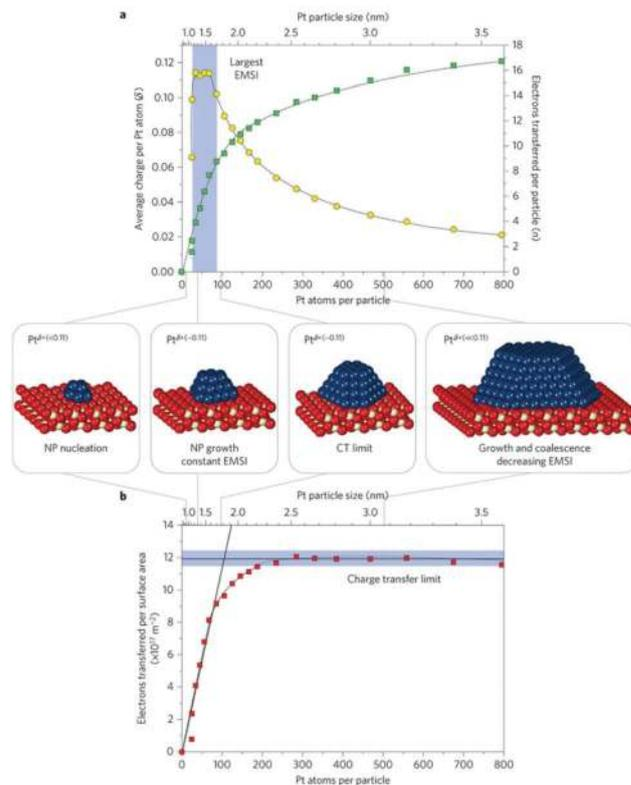 a
Pt particle size (nm)
1.0 1.5 2.0 2.5 3.0 3.5
Largest
EMSI
Average charge per Pt atom (δ̄)
0.12
0.10
0.08
0.06
0.04
0.02
0.00
Electrons transferred per particle (n)
18
16
14
12
10
8
6
4
2
0
0 100 200 300 400 500 600 700 800
Pt atoms per particle
NP nucleation
NP growth
constant EMSI
CT limit
Growth and coalescence
decreasing EMSI
b
Pt particle size (nm)
1.0 1.5 2.0 2.5 3.0 3.5
Electrons transferred per surface area
(×10¹⁷ m⁻²)
14
12
10
8
6
4
2
0
Charge transfer limit
0 100 200 300 400 500 600 700 800
Pt atoms per particle